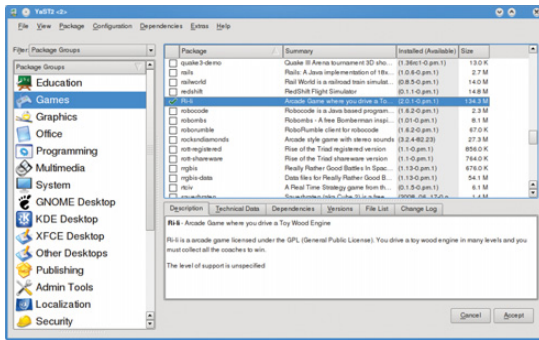 YaST2 <2>
File View Package Configuration Dependencies Extras Help
Filter Package Groups
Package Groups
Education
Games
Graphics
Office
Programming
Multimedia
System
GNOME Desktop
KDE Desktop
XFCE Desktop
Other Desktops
Publishing
Admin Tools
Localization
Security
Package Summary Installed (Available) Size
quake3-demo Quake III Arena tournament 3D sho... (1.36rc1-0.pm.1) 13.0 K
rails Rails: A Java implementation of 18x... (1.0.6-0.pm.1) 2.7 M
railworld Rail World is a railroad train simulat... (0.8.5-0.pm.1) 14.0 M
redshift RedShift Flight Simulator (0.1.1-0.pm.1) 14.8 M
Ri-li Arcade Game where you drive a To... (2.0.1-0.pm.1) 134.3 M
robocode Robocode is a Java based program... (1.6.2-0.pm.1) 2.3 M
robombs Robombs - A free Bomberman inspi... (1.01-0.pm.1) 8.1 M
roborumble RoboRumble client for robocode (1.6.2-0.pm.1) 67.0 K
rocksndiamonds Arcade style game with stereo sounds (3.2.4-82.23) 27.3 M
rott-registered Rise of the Triad registered version (1.0-pm.1) 856.0 K
rott-shareware Rise of the Triad shareware version (1.0-pm.1) 764.0 K
rrgbis Really Rather Good Battles In Spac... (1.13-0.pm.1) 676.0 K
rrgbis-data Data files for Really Rather Good B... (1.13-0.pm.1) 54.1 M
rtciv A Real Time Strategy game from th... (0.1.5-0.pm.1) 6.1 M
Description Technical Data Dependencies Versions File List Change Log
Ri-li - Arcade Game where you drive a Toy Wood Engine
Ri-li is a arcade game licensed under the GPL (General Public License). You drive a toy wood engine in many levels and you
must collect all the coaches to win.
The level of support is unspecified
Cancel Accept